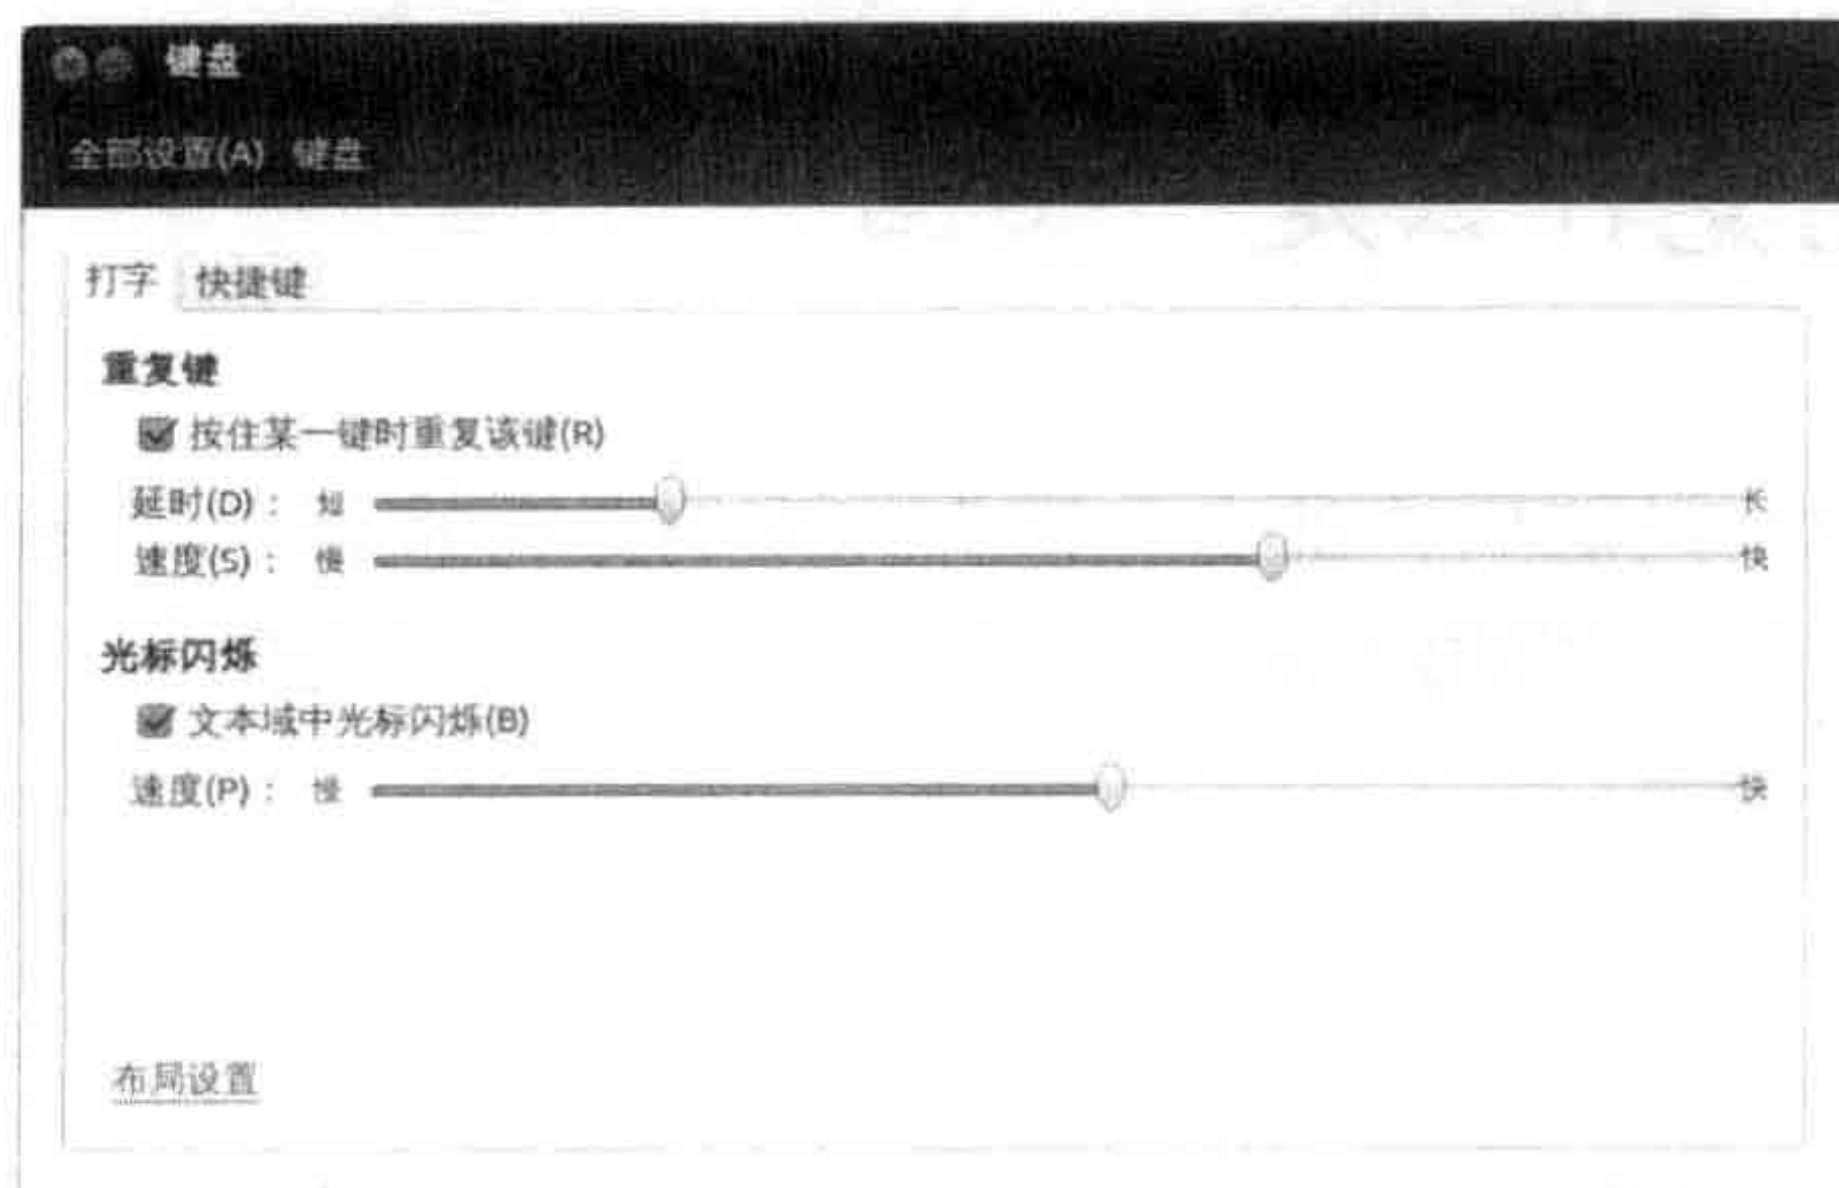 键盘
全部设置(A) 键盘
打字 快捷键
重复键
按住某一键时重复该键(R)
延时(D)： 短 长
速度(S)： 慢 快
光标闪烁
文本域中光标闪烁(B)
速度(P)： 慢 快
布局设置